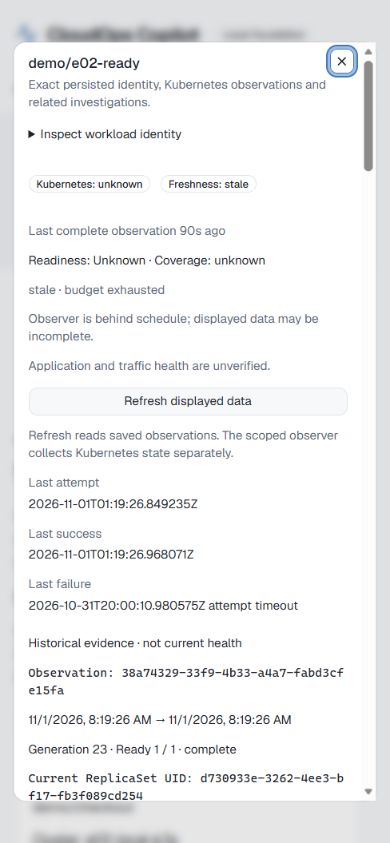 CloudOps Copilot
demo/e02-ready
Exact persisted identity, Kubernetes observations and
related investigations.
▶ Inspect workload identity
Kubernetes: unknown
Freshness: stale
Last complete observation 90s ago
Readiness: Unknown · Coverage: unknown
stale · budget exhausted
Observer is behind schedule; displayed data may be
incomplete.
Application and traffic health are unverified.
Refresh displayed data
Refresh reads saved observations. The scoped observer
collects Kubernetes state separately.
Last attempt
2026-11-01T01:19:26.849235Z
Last success
2026-11-01T01:19:26.968071Z
Last failure
2026-10-31T20:00:10.980575Z attempt timeout
Historical evidence · not current health
Observation: 38a74329-33f9-4b33-a4a7-fabd3cf
e15fa
11/1/2026, 8:19:26 AM → 11/1/2026, 8:19:26 AM
Generation 23 · Ready 1 / 1 · complete
Current ReplicaSet UID: d730933e-3262-4ee3-b
f17-fb3f089cd254